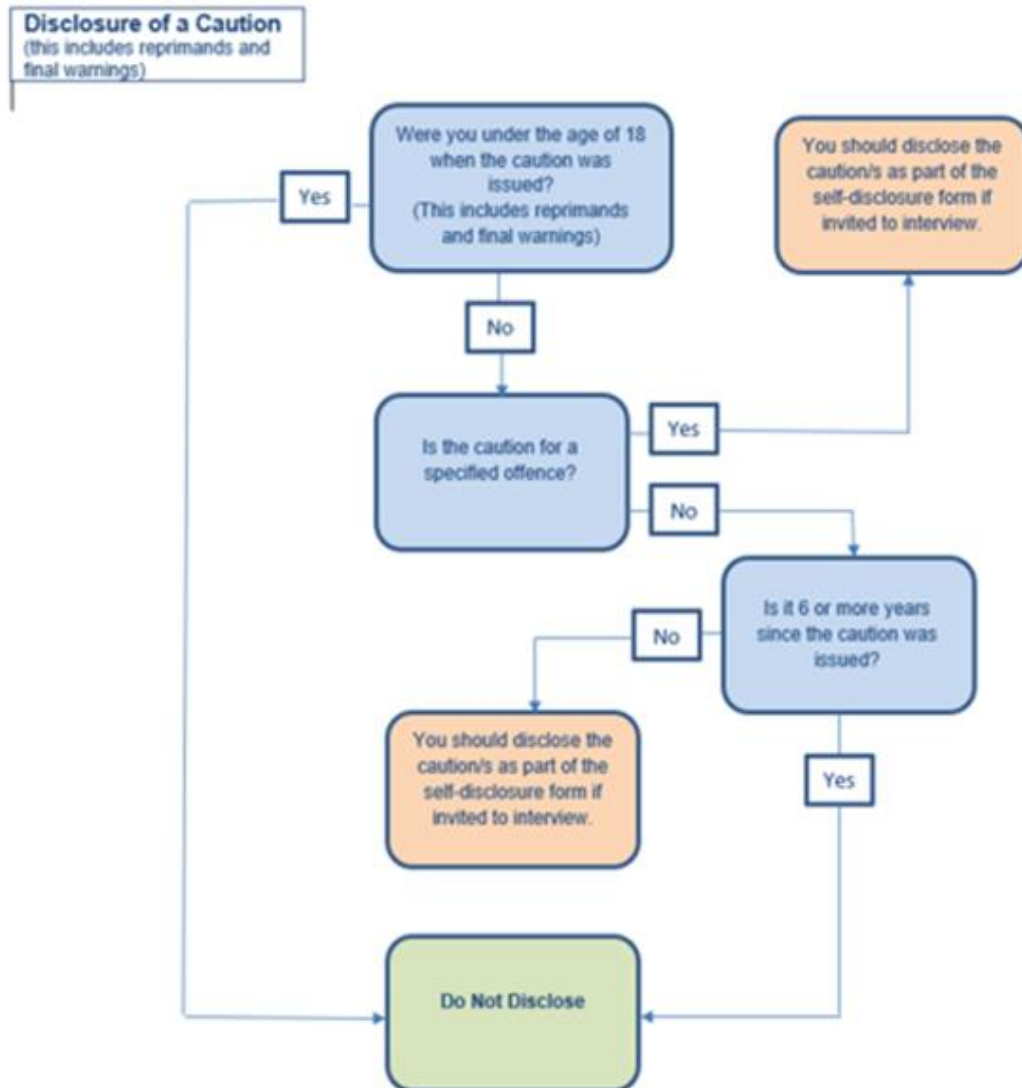 Disclosure of a Caution
(this includes reprimands and
final warnings)
Were you under the age of 18
when the caution was
issued?
(This includes reprimands
and final warnings)
You should disclose the
caution/s as part of the
self-disclosure form if
invited to interview.
Yes
No
Is the caution for a
specified offence?
Yes
No
Is it 6 or more years
since the caution was
issued?
No
You should disclose the
caution/s as part of the
self-disclosure form if
invited to interview.
Yes
Do Not Disclose